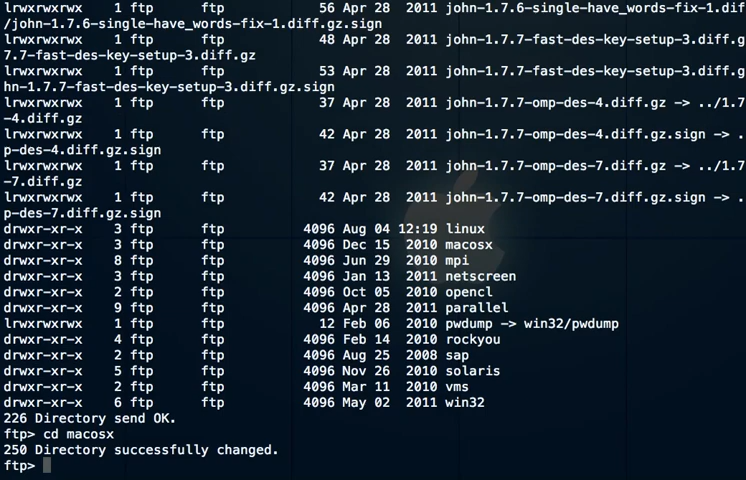 lrwxrwxrwx 1 ftp ftp 56 Apr 28 2011 john-1.7.6-single-have_words-fix-1.dif
/john-1.7.6-single-have_words-fix-1.diff.gz.sign
lrwxrwxrwx 1 ftp ftp 48 Apr 28 2011 john-1.7.7-fast-des-key-setup-3.diff.g
7.7-fast-des-key-setup-3.diff.gz
lrwxrwxrwx 1 ftp ftp 53 Apr 28 2011 john-1.7.7-fast-des-key-setup-3.diff.g
hn-1.7.7-fast-des-key-setup-3.diff.gz.sign
lrwxrwxrwx 1 ftp ftp 37 Apr 28 2011 john-1.7.7-omp-des-4.diff.gz -> ../1.7
-4.diff.gz
lrwxrwxrwx 1 ftp ftp 42 Apr 28 2011 john-1.7.7-omp-des-4.diff.gz.sign -> .
p-des-4.diff.gz.sign
lrwxrwxrwx 1 ftp ftp 37 Apr 28 2011 john-1.7.7-omp-des-7.diff.gz -> ../1.7
-7.diff.gz
lrwxrwxrwx 1 ftp ftp 42 Apr 28 2011 john-1.7.7-omp-des-7.diff.gz.sign -> .
p-des-7.diff.gz.sign
drwxr-xr-x 3 ftp ftp 4096 Aug 04 12:19 linux
drwxr-xr-x 3 ftp ftp 4096 Dec 15 2010 macosx
drwxr-xr-x 8 ftp ftp 4096 Jun 29 2010 mpi
drwxr-xr-x 3 ftp ftp 4096 Jan 13 2011 netscreen
drwxr-xr-x 2 ftp ftp 4096 Oct 05 2010 opencl
drwxr-xr-x 9 ftp ftp 4096 Apr 28 2011 parallel
lrwxrwxrwx 1 ftp ftp 12 Feb 06 2010 pwdump -> win32/pwdump
drwxr-xr-x 4 ftp ftp 4096 Feb 14 2010 rockyou
drwxr-xr-x 2 ftp ftp 4096 Aug 25 2008 sap
drwxr-xr-x 5 ftp ftp 4096 Nov 26 2010 solaris
drwxr-xr-x 2 ftp ftp 4096 Mar 11 2010 vms
drwxr-xr-x 6 ftp ftp 4096 May 02 2011 win32
226 Directory send OK.
ftp> cd macosx
250 Directory successfully changed.
ftp>